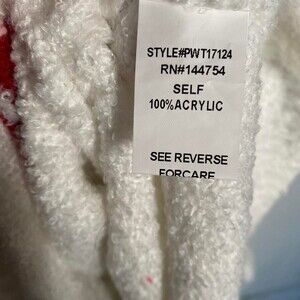 STYLE#PWT17124
RN#144754
SELF
100%ACRYLIC
SEE REVERSE
FORCARE